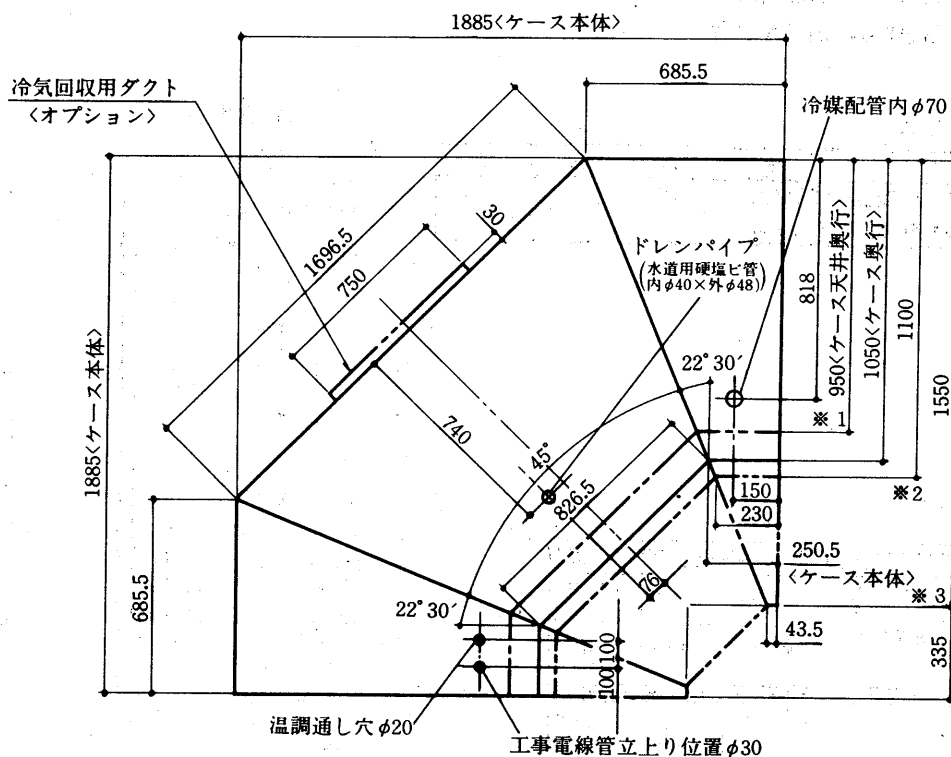 1885<ケース本体>
685.5
冷気回収用ダクト
<オプション>
冷媒配管内φ70
1696.5
750
30
ドレンパイプ
(水道用硬塩ビ管
内φ40×外φ48)
818
950<ケース天井奥行>
1050<ケース奥行>
1100
1550
1885<ケース本体>
22°30′
※1
740
45°
826.5
※2
150
230
250.5
<ケース本体>
※3
76
685.5
22°30′
43.5
335
100
100
温調通し穴φ20
工事電線管立上り位置φ30